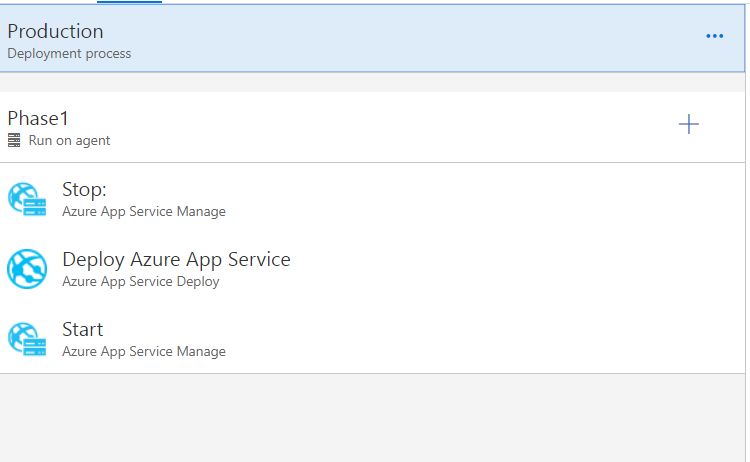 Production
Deployment process
Phase1
Run on agent
Stop:
Azure App Service Manage
Deploy Azure App Service
Azure App Service Deploy
Start
Azure App Service Manage